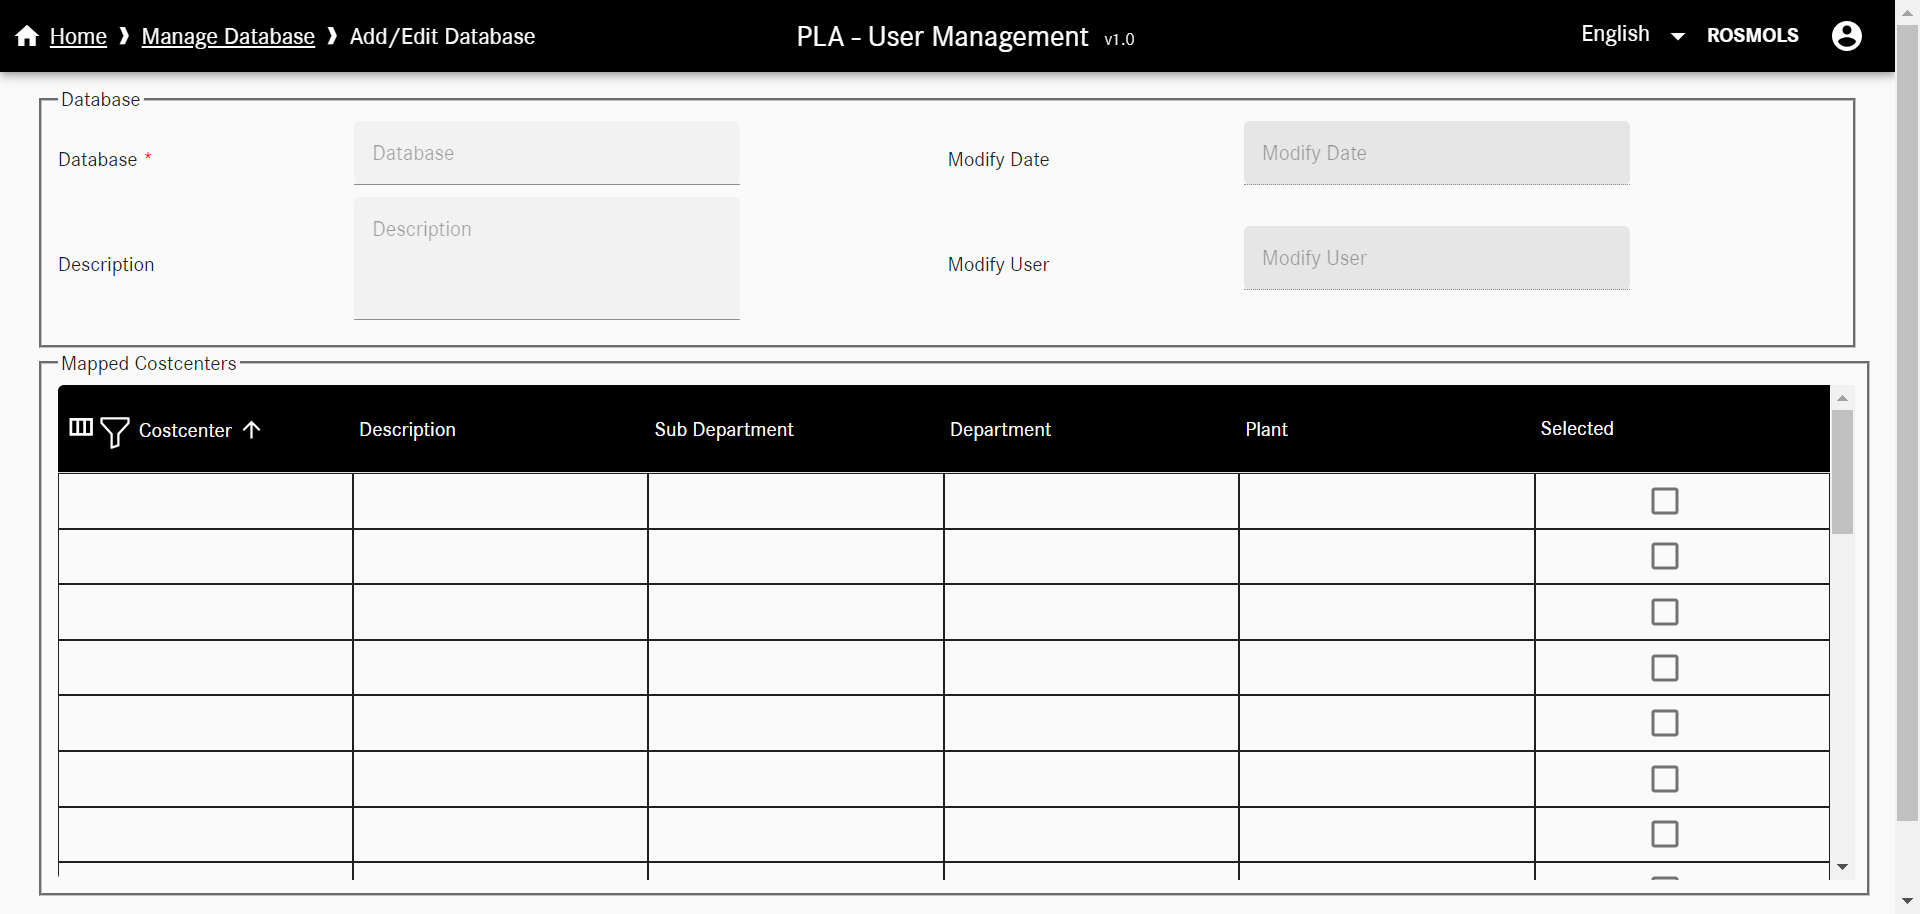 Home ❱ Manage Database ❱ Add/Edit Database
PLA - User Management v1.0
English ROSMOLS
Database
Database * Database Modify Date Modify Date
Description Description Modify User Modify User
Mapped Costcenters
Costcenter Description Sub Department Department Plant Selected